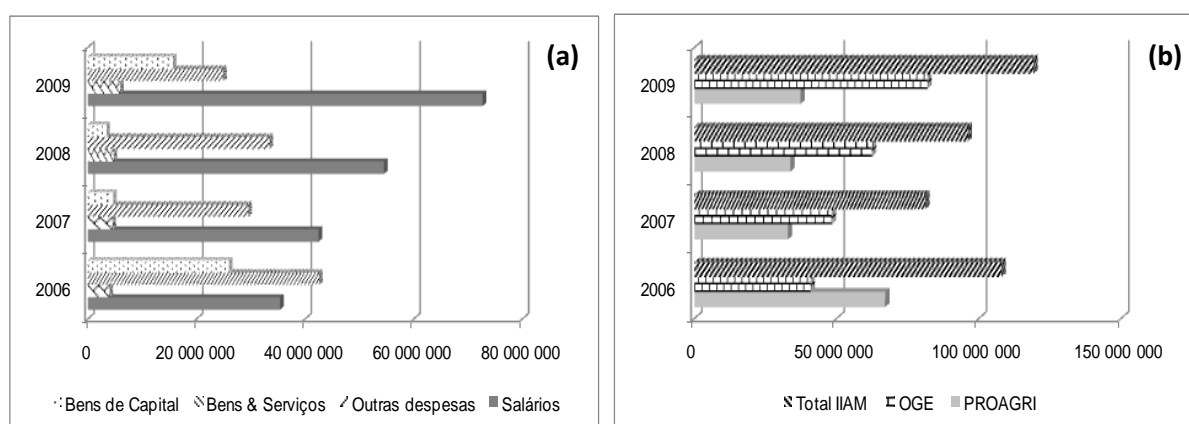 (a)
2009
2008
2007
2006
0 20 000 000 40 000 000 60 000 000 80 000 000
Bens de Capital Bens & Serviços Outras despesas Salários
(b)
2009
2008
2007
2006
0 50 000 000 100 000 000 150 000 000
Total IIAM OGE PROAGRI